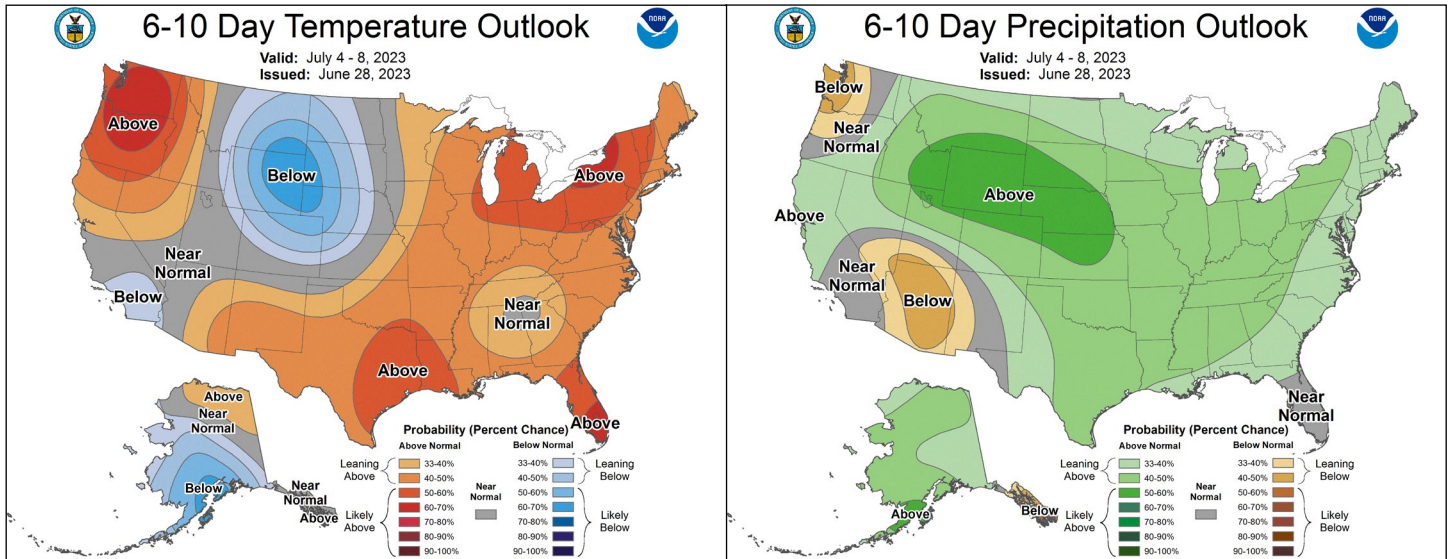 6-10 Day Temperature Outlook
NOAA
Valid: July 4 - 8, 2023
Issued: June 28, 2023
Above
Below
Above
Near
Normal
Below
Near
Normal
Above
Above
Above
Near
Normal
Below
Near
Normal
Above
Probability (Percent Chance)
Above Normal
Below Normal
Leaning
Above
33-40%
33-40%
Leaning
Below
40-50%
40-50%
50-60%
Near
Normal
50-60%
60-70%
60-70%
Likely
Above
70-80%
70-80%
Likely
Below
80-90%
80-90%
90-100%
90-100%
6-10 Day Precipitation Outlook
NOAA
Valid: July 4 - 8, 2023
Issued: June 28, 2023
Below
Near
Normal
Above
Above
Near
Normal
Below
Near
Normal
Above
Below
Probability (Percent Chance)
Above Normal
Below Normal
Leaning
Above
33-40%
33-40%
Leaning
Below
40-50%
40-50%
50-60%
Near
Normal
50-60%
60-70%
60-70%
Likely
Above
70-80%
70-80%
Likely
Below
80-90%
80-90%
90-100%
90-100%